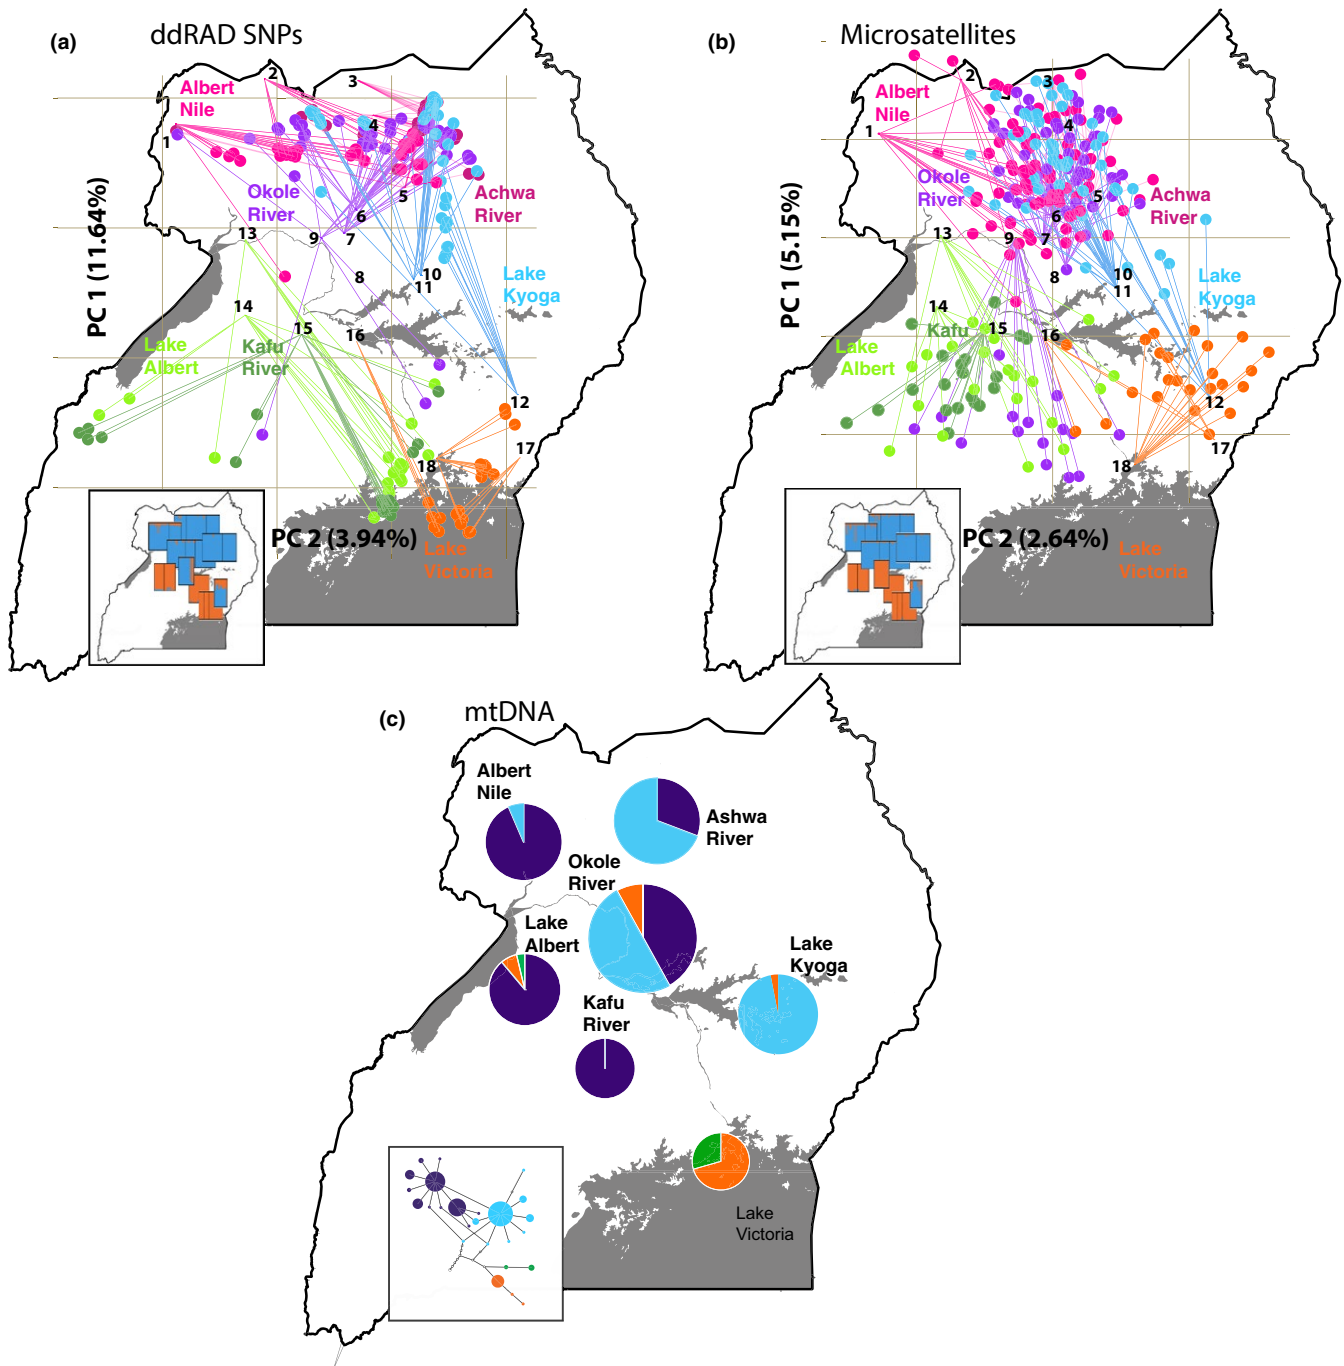 (a)
ddRAD SNPs
2
3
Albert
Nile
1
4
Okole
River
5
Achwa
River
6
13
9
7
8
10
11
Lake
Kyoga
14
15
16
Lake
Albert
Kafu
River
12
18
17
PC 1 (11.64%)
PC 2 (3.94%)
Lake
Victoria
(b)
Microsatellites
2
3
Albert
Nile
1
4
Okole
River
5
Achwa
River
6
13
9
7
8
10
11
Lake
Kyoga
14
Kafu
15
16
Lake
Albert
12
17
18
PC 1 (5.15%)
PC 2 (2.64%)
Lake
Victoria
(c)
mtDNA
Albert
Nile
Ashwa
River
Okole
River
Lake
Albert
Lake
Kyoga
Kafu
River
Lake
Victoria